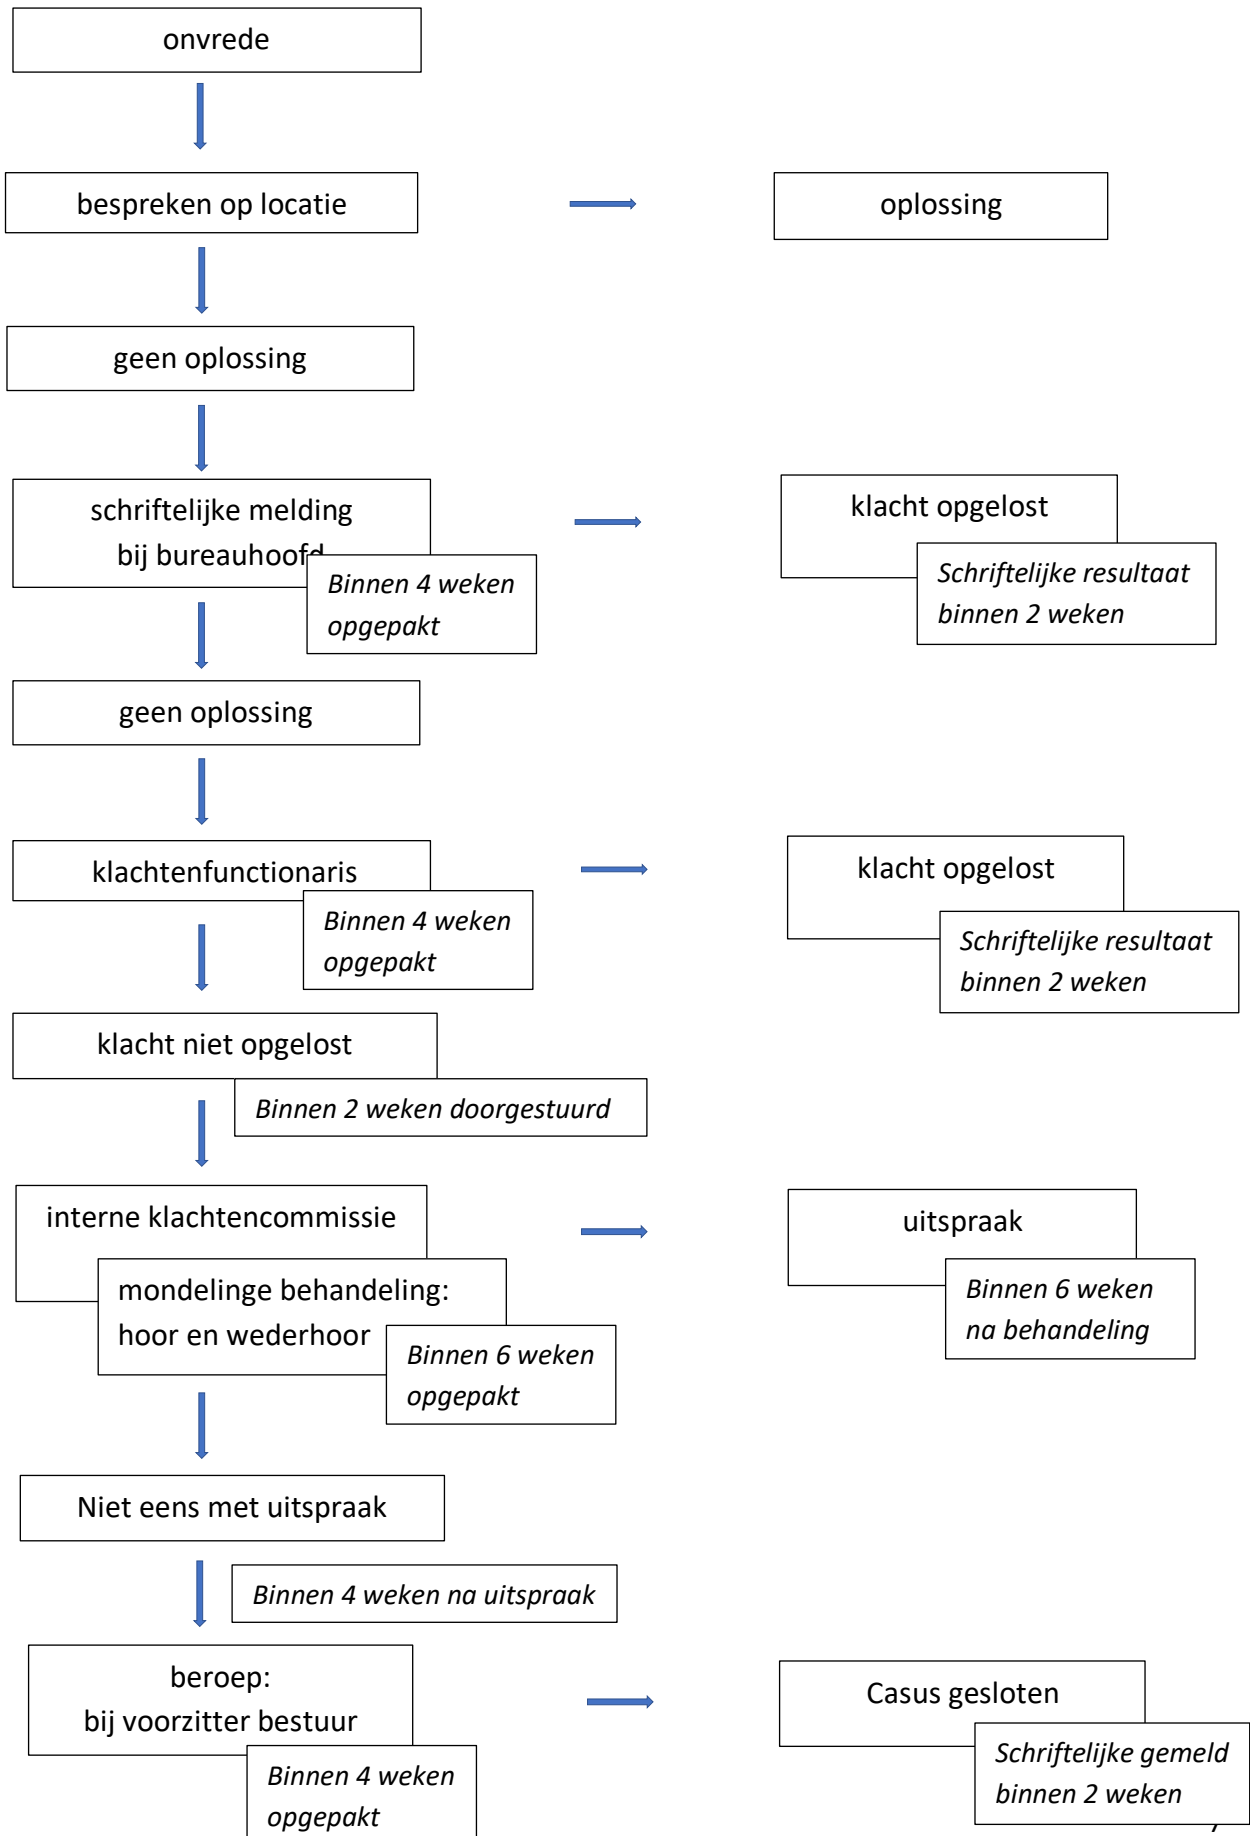 onvrede
bespreken op locatie
oplossing
geen oplossing
schriftelijke melding
bij bureauhoofd
Binnen 4 weken
opgepakt
klacht opgelost
Schriftelijke resultaat
binnen 2 weken
geen oplossing
klachtenfunctionaris
Binnen 4 weken
opgepakt
klacht opgelost
Schriftelijke resultaat
binnen 2 weken
klacht niet opgelost
Binnen 2 weken doorgestuurd
interne klachtencommissie
mondelinge behandeling:
hoor en wederhoor
Binnen 6 weken
opgepakt
uitspraak
Binnen 6 weken
na behandeling
Niet eens met uitspraak
Binnen 4 weken na uitspraak
beroep:
bij voorzitter bestuur
Binnen 4 weken
opgepakt
Casus gesloten
Schriftelijke gemeld
binnen 2 weken